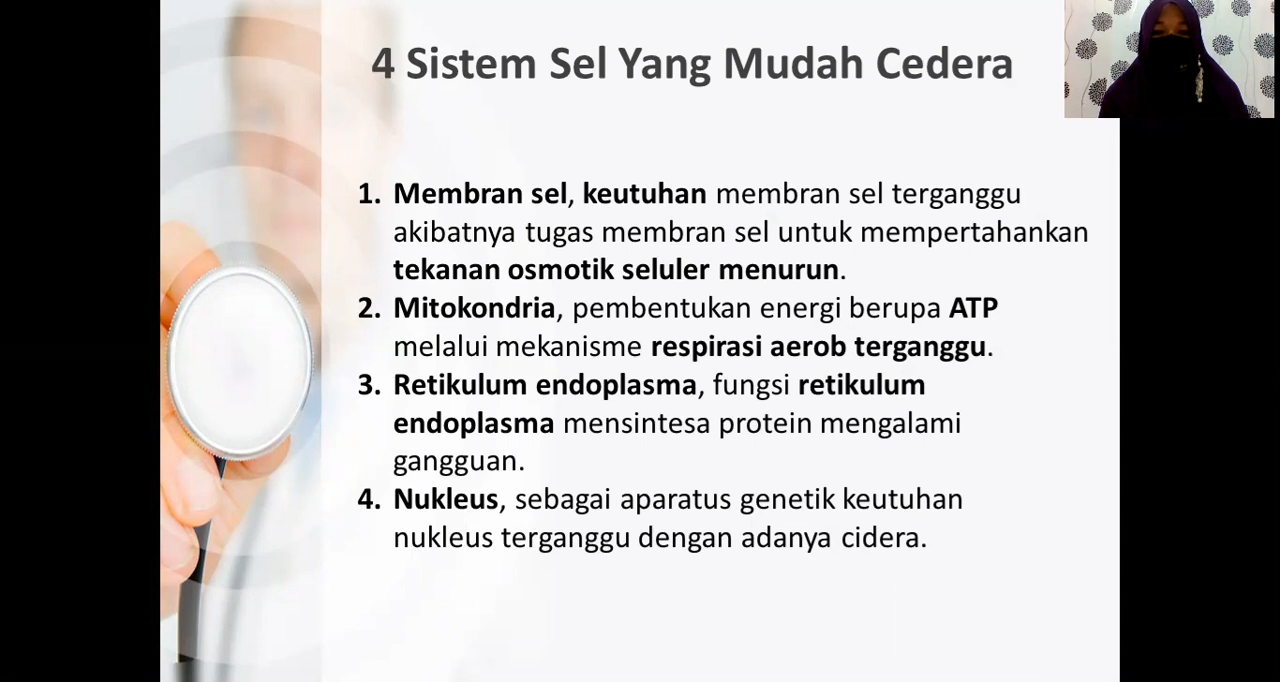 4 Sistem Sel Yang Mudah Cedera
1. Membran sel, keutuhan membran sel terganggu
akibatnya tugas membran sel untuk mempertahankan
tekanan osmotik seluler menurun.
2. Mitokondria, pembentukan energi berupa ATP
melalui mekanisme respirasi aerob terganggu.
3. Retikulum endoplasma, fungsi retikulum
endoplasma mensintesa protein mengalami
gangguan.
4. Nukleus, sebagai aparatus genetik keutuhan
nukleus terganggu dengan adanya cidera.